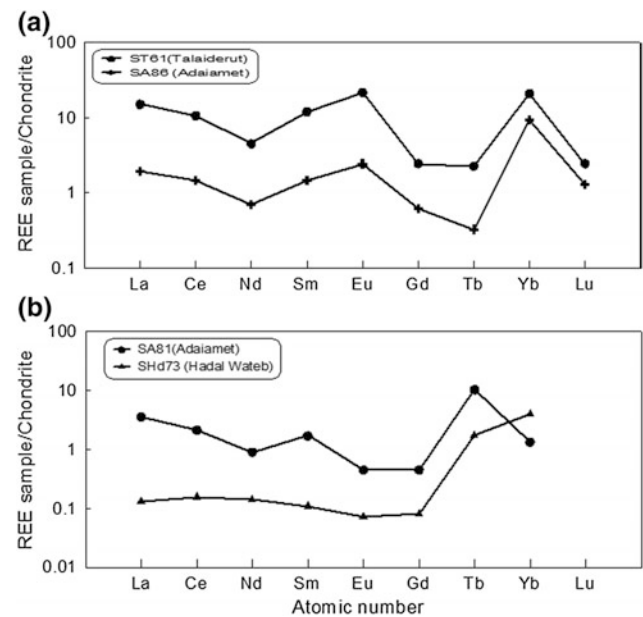 (a)
100
10
1
0.1
REE sample/Chondrite
ST61(Talaiderut)
SA86 (Adaiamet)
La Ce Nd Sm Eu Gd Tb Yb Lu
(b)
100
10
1
0.1
0.01
REE sample/Chondrite
SA81(Adaiamet)
SHd73 (Hadal Wateb)
La Ce Nd Sm Eu Gd Tb Yb Lu
Atomic number